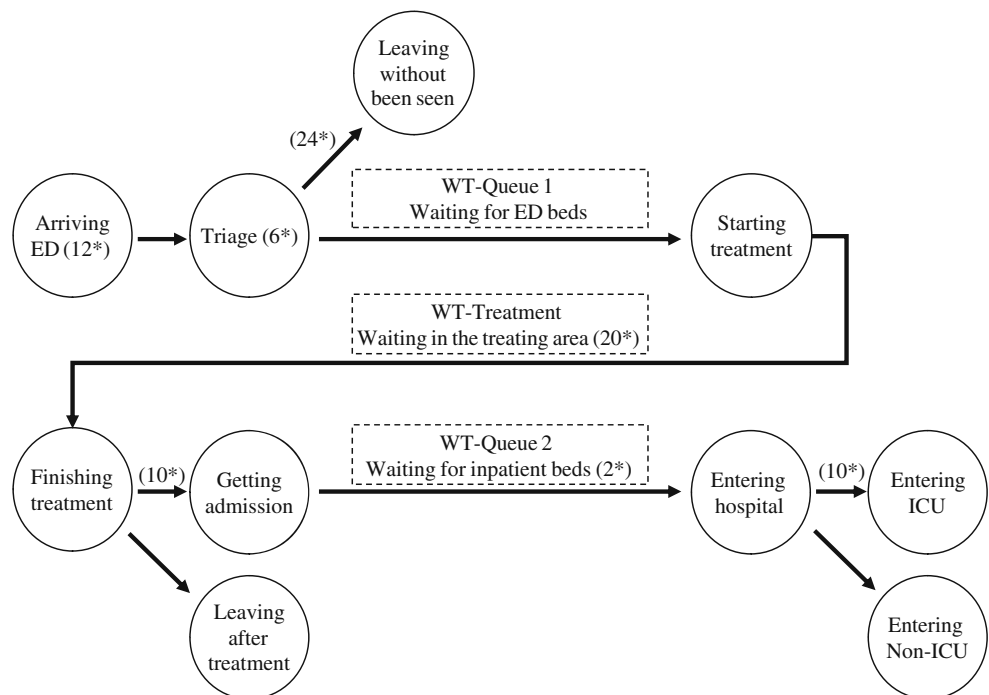 Leaving
without
been seen
(24*)
WT-Queue 1
Waiting for ED beds
Arriving
ED (12*)
Triage (6*)
Starting
treatment
WT-Treatment
Waiting in the treating area (20*)
WT-Queue 2
Waiting for inpatient beds (2*)
Finishing
treatment
(10*)
Getting
admission
Entering
hospital
(10*)
Entering
ICU
Leaving
after
treatment
Entering
Non-ICU